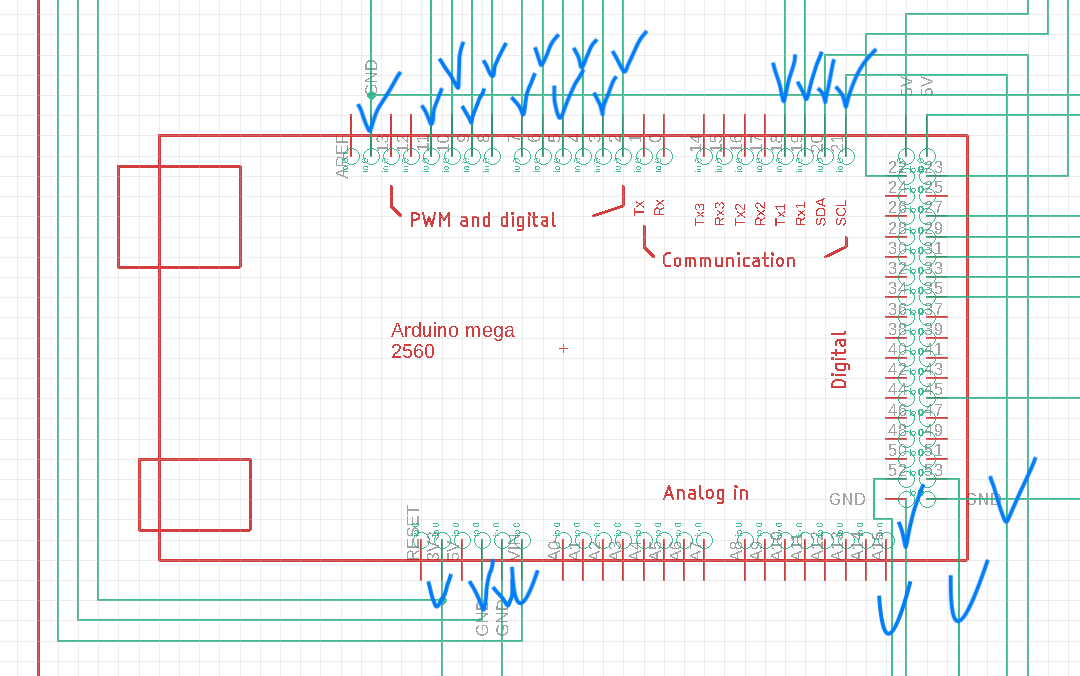 GND
5V 5V
AREF 13 12 11 10 9 8 7 6 5 4 3 2 1 0 14 15 16 17 18 19 20 21
22 23
24 25
26 27
28 29
30 31
32 33
34 35
36 37
38 39
40 41
42 43
44 45
46 47
48 49
50 51
52 53
Tx Rx Tx3 Rx3 Tx2 Rx2 Tx1 Rx1 SDA SCL
PWM and digital
Communication
Arduino mega
2560
Digital
Analog in
GND GND
RESET 3V3 5V GND GND VIN A0 A1 A2 A3 A4 A5 A6 A7 A8 A9 A10 A11 A12 A13 A14 A15